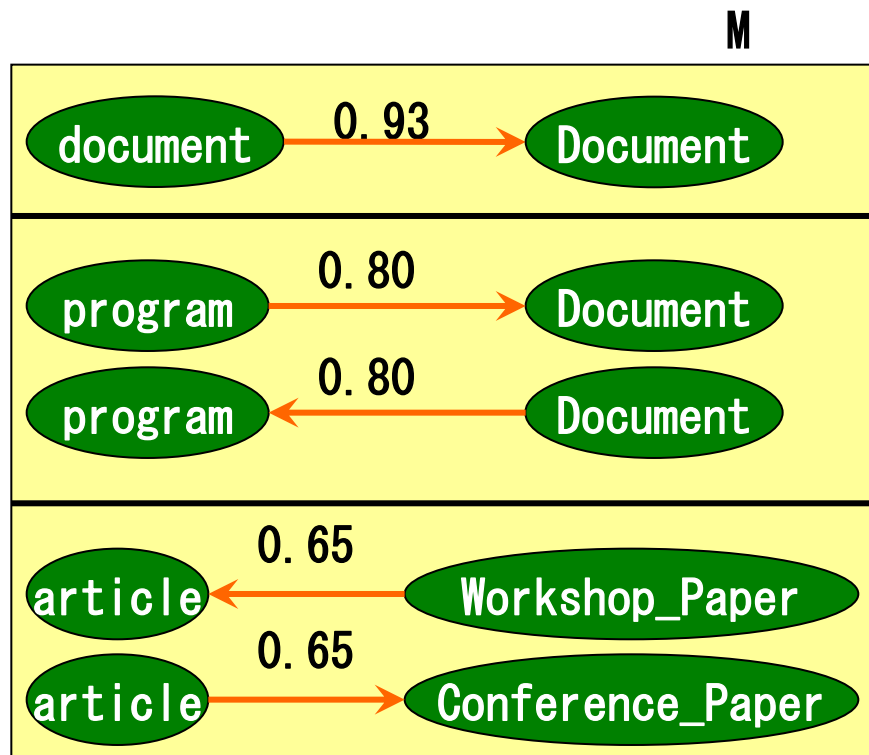 M
document 0.93 Document
program 0.80 Document
program 0.80 Document
article 0.65 Workshop_Paper
article 0.65 Conference_Paper